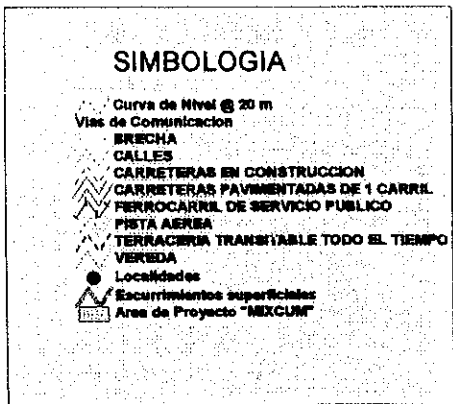 SIMBOLOGIA
Curva de Nivel @ 20 m
Vias de Comunicacion
BRECHA
CALLES
CARRETERAS EN CONSTRUCCION
CARRETERAS PAVIMENTADAS DE 1 CARRIL
FERROCARRIL DE SERVICIO PUBLICO
PISTA AEREA
TERRACERIA TRANSITABLE TODO EL TIEMPO
VEREDA
Localidades
Escurrimientos superficiales
Area de Proyecto "MIXCUM"